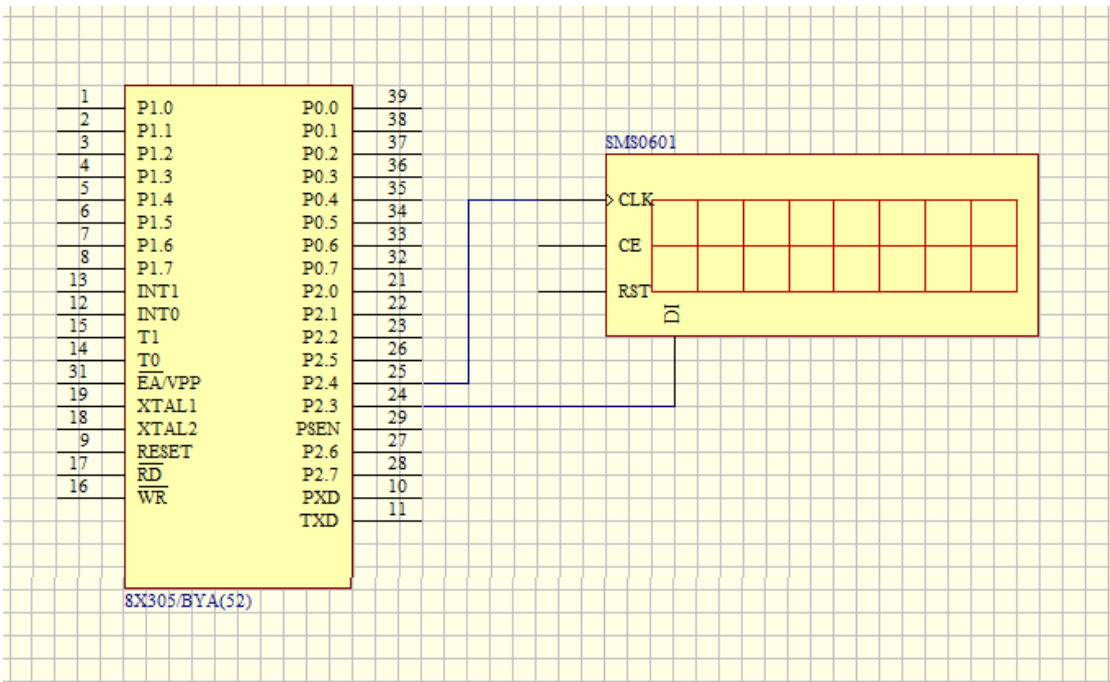 1 P1.0 P0.0 39
2 P1.1 P0.1 38
3 P1.2 P0.2 37
4 P1.3 P0.3 36
5 P1.4 P0.4 35
6 P1.5 P0.5 34
7 P1.6 P0.6 33
8 P1.7 P0.7 32
13 INT1 P2.0 21
12 INT0 P2.1 22
15 T1 P2.2 23
14 T0 P2.5 26
31 EA/VPP P2.4 25
19 XTAL1 P2.3 24
18 XTAL2 PSEN 29
9 RESET P2.6 27
17 RD P2.7 28
16 WR PXD 10
TXD 11
8X305/BYA(52)
SMS0601
CLK
CE
RST
DI